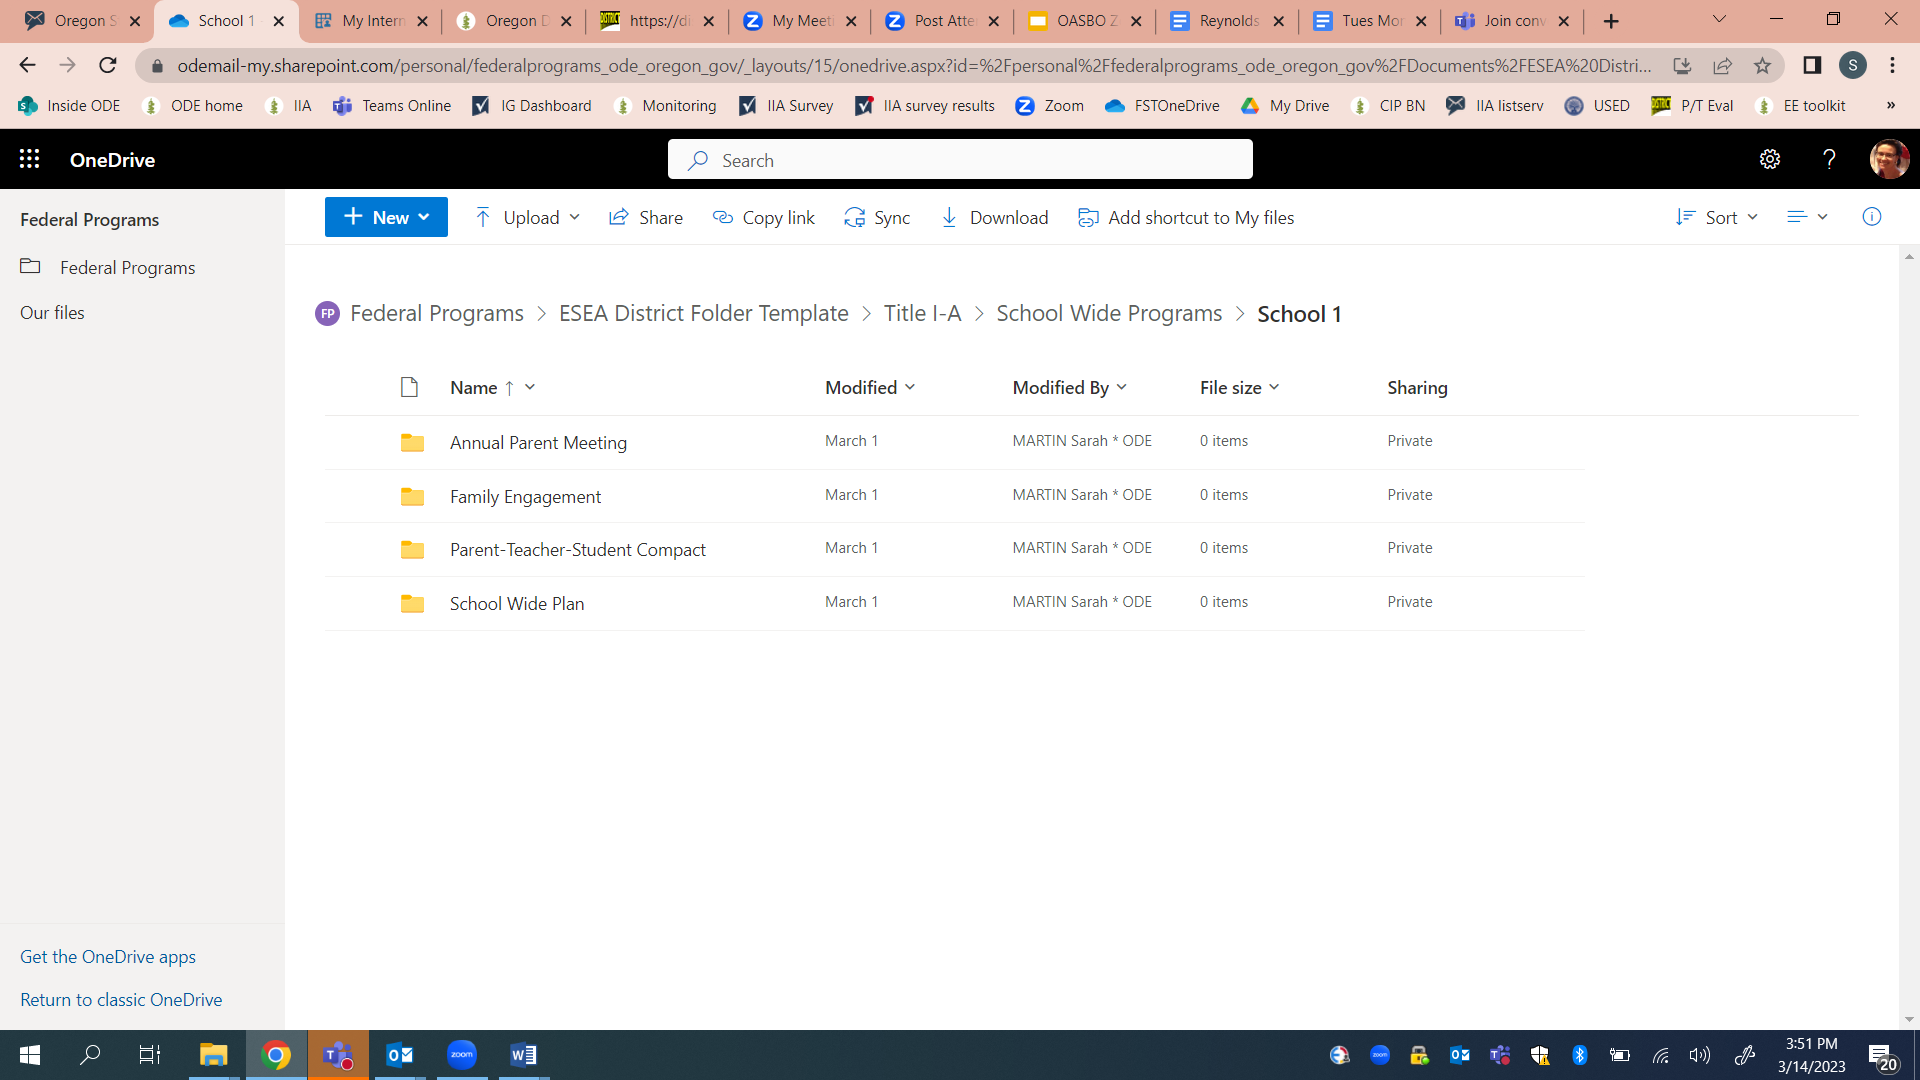 Oregon S
School 1
My Intern
Oregon D
https://di
My Meeti
Post Atte
OASBO Z
Reynolds
Tues Mor
Join conv
odemail-my.sharepoint.com/personal/federalprograms_ode_oregon_gov/_layouts/15/onedrive.aspx?id=%2Fpersonal%2Ffederalprograms_ode_oregon_gov%2FDocuments%2FESEA%20Distri...
S
Inside ODE
ODE home
IIA
Teams Online
IG Dashboard
Monitoring
IIA Survey
IIA survey results
Zoom
FSTOneDrive
My Drive
CIP BN
IIA listserv
USED
P/T Eval
EE toolkit
»
OneDrive
Search
?
Federal Programs
Federal Programs
Our files
+ New
Upload
Share
Copy link
Sync
Download
Add shortcut to My files
Sort
FP Federal Programs > ESEA District Folder Template > Title I-A > School Wide Programs > School 1
Name ↑ Modified Modified By File size Sharing
Annual Parent Meeting March 1 MARTIN Sarah * ODE 0 items Private
Family Engagement March 1 MARTIN Sarah * ODE 0 items Private
Parent-Teacher-Student Compact March 1 MARTIN Sarah * ODE 0 items Private
School Wide Plan March 1 MARTIN Sarah * ODE 0 items Private
Get the OneDrive apps
Return to classic OneDrive
zoom
3:51 PM
3/14/2023
20